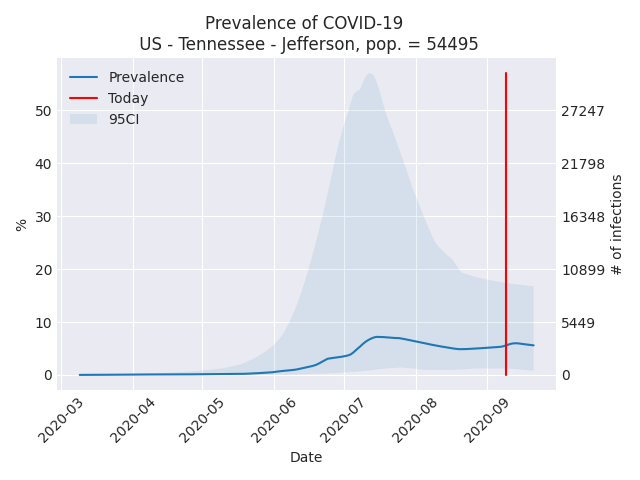 Prevalence of COVID-19
US - Tennessee - Jefferson, pop. = 54495
Prevalence
Today
95CI
50
40
30
20
10
0
%
27247
21798
16348
10899
5449
0
# of infections
2020-03
2020-04
2020-05
2020-06
2020-07
2020-08
2020-09
Date